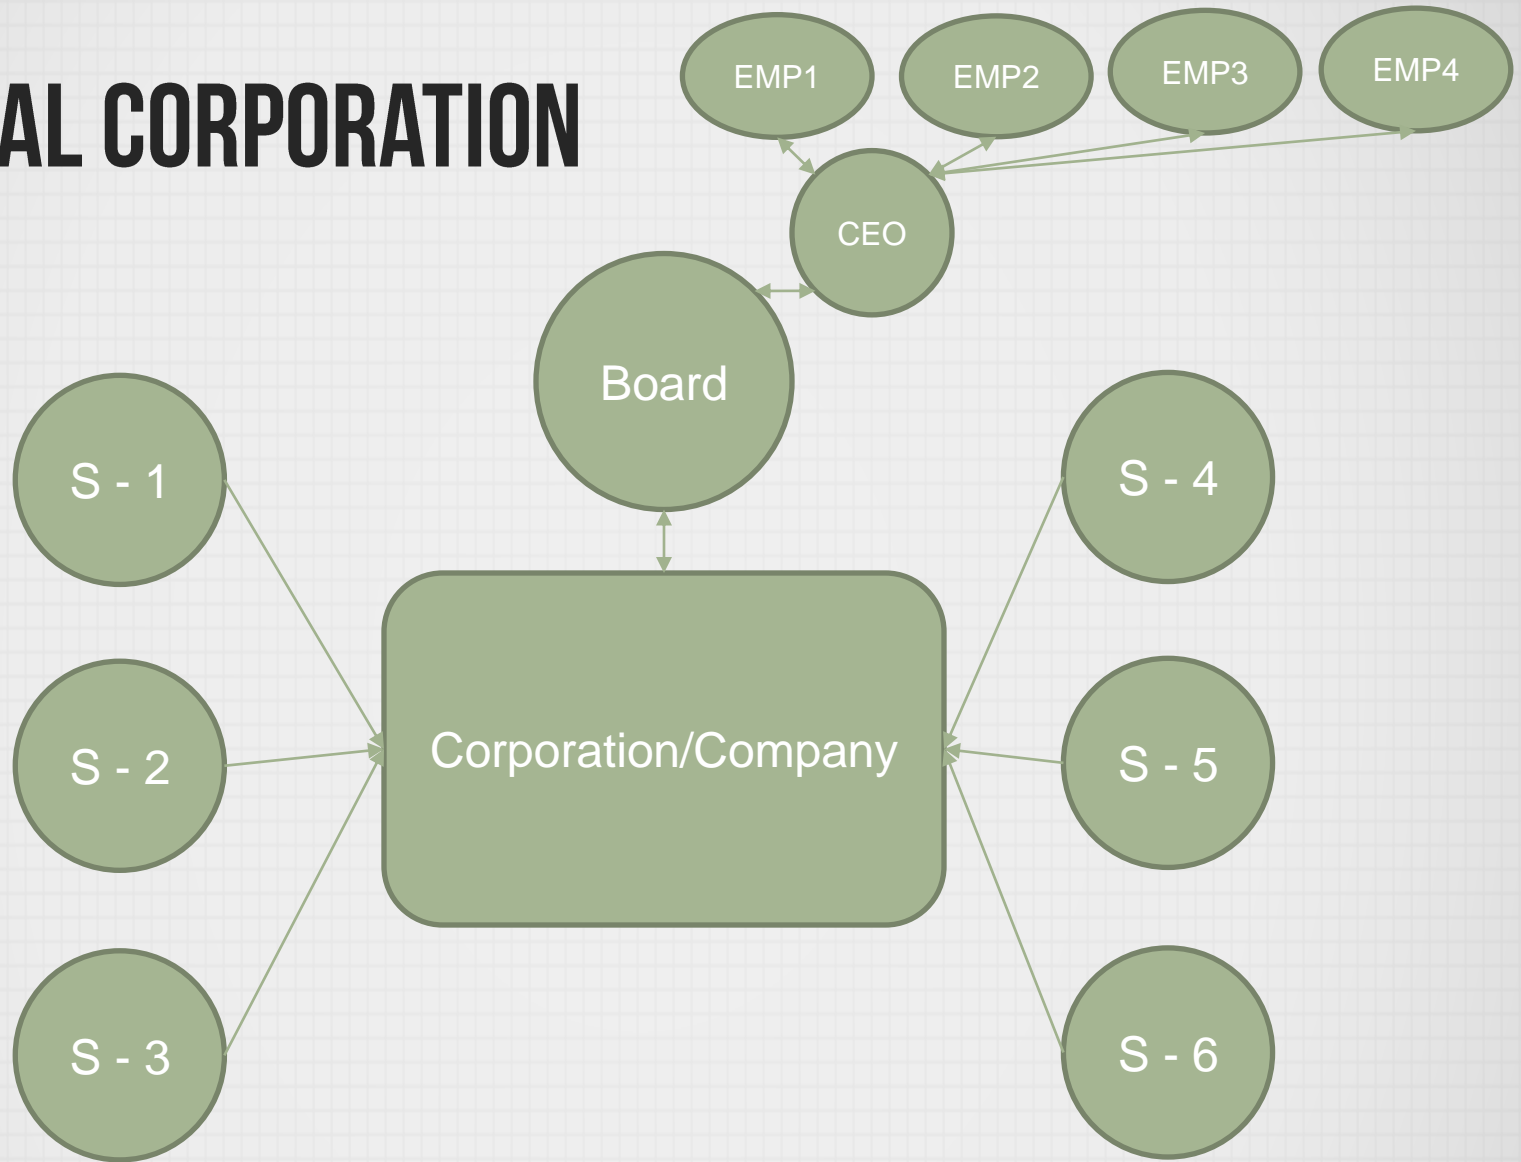 AL CORPORATION
EMP1
EMP2
EMP3
EMP4
CEO
Board
S - 1
S - 4
Corporation/Company
S - 2
S - 5
S - 3
S - 6